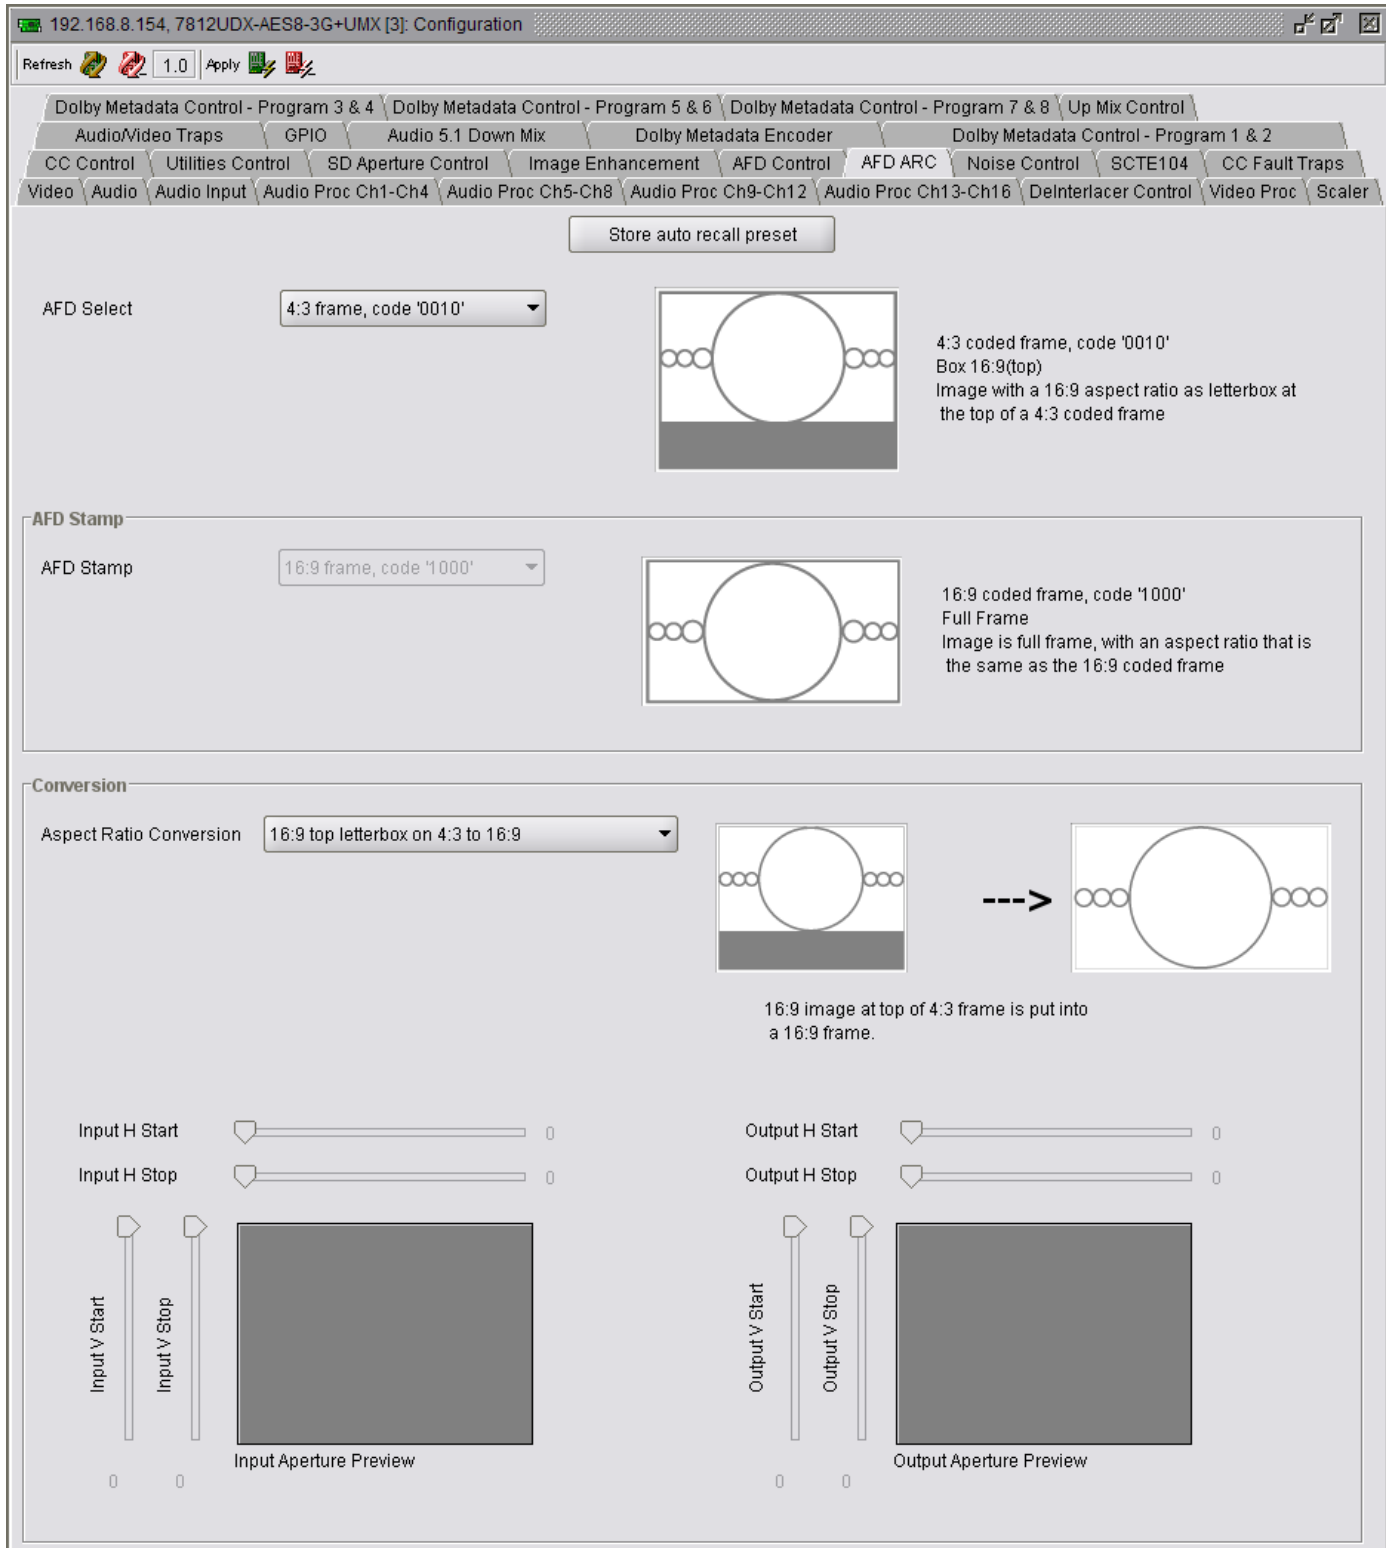 192.168.8.154, 7812UDX-AES8-3G+UMX [3]: Configuration
Refresh 1.0 Apply
Dolby Metadata Control - Program 3 & 4 Dolby Metadata Control - Program 5 & 6 Dolby Metadata Control - Program 7 & 8 Up Mix Control
Audio/Video Traps GPIO Audio 5.1 Down Mix Dolby Metadata Encoder Dolby Metadata Control - Program 1 & 2
CC Control Utilities Control SD Aperture Control Image Enhancement AFD Control AFD ARC Noise Control SCTE104 CC Fault Traps
Video Audio Audio Input Audio Proc Ch1-Ch4 Audio Proc Ch5-Ch8 Audio Proc Ch9-Ch12 Audio Proc Ch13-Ch16 DeInterlacer Control Video Proc Scaler
Store auto recall preset
AFD Select 4:3 frame, code '0010'
4:3 coded frame, code '0010'
Box 16:9(top)
Image with a 16:9 aspect ratio as letterbox at
the top of a 4:3 coded frame
AFD Stamp
AFD Stamp 16:9 frame, code '1000'
16:9 coded frame, code '1000'
Full Frame
Image is full frame, with an aspect ratio that is
the same as the 16:9 coded frame
Conversion
Aspect Ratio Conversion 16:9 top letterbox on 4:3 to 16:9
--->
16:9 image at top of 4:3 frame is put into
a 16:9 frame.
Input H Start 0
Output H Start 0
Input H Stop 0
Output H Stop 0
Input V Start
Input V Stop
Output V Start
Output V Stop
Input Aperture Preview
Output Aperture Preview
0 0
0 0